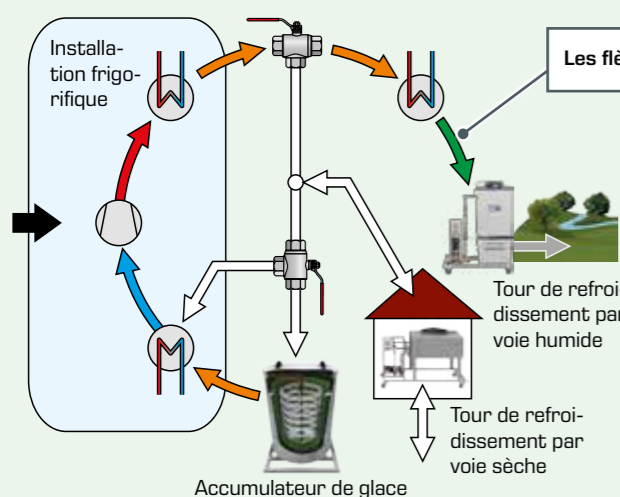 Installa-
tion frigo-
rifique
Les
Tour de refroi-
dissement par
voie humide
Tour de refroi-
dissement par
voie sèche
Accumulateur de glace